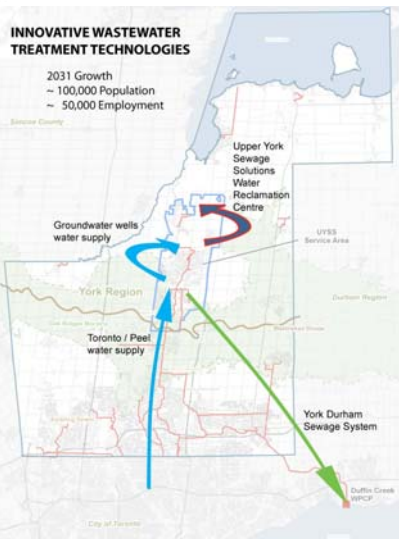 INNOVATIVE WASTEWATER
TREATMENT TECHNOLOGIES
2031 Growth
~ 100,000 Population
~ 50,000 Employment
Simcoe County
Upper York
Sewage
Solutions
Water
Reclamation
Centre
Groundwater wells
water supply
UYSS
Service Area
York Region
Durham Region
Toronto / Peel
water supply
York Durham
Sewage System
Duffin Creek
WPCP
City of Toronto